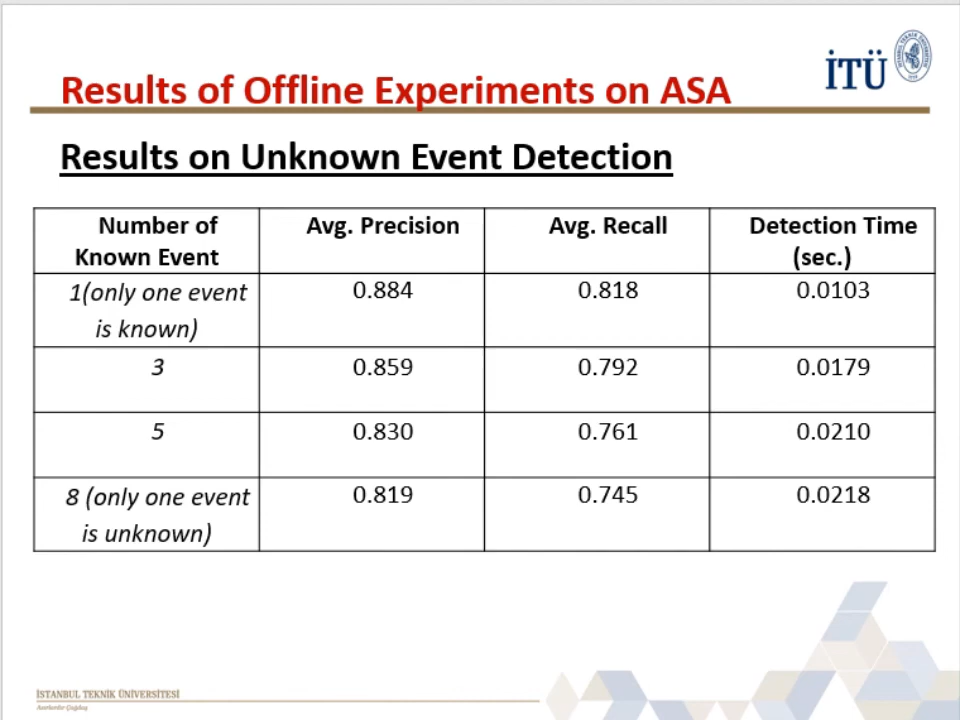 İTÜ
Results of Offline Experiments on ASA
Results on Unknown Event Detection
Number of Known Event Avg. Precision Avg. Recall Detection Time (sec.)
1(only one event is known) 0.884 0.818 0.0103
3 0.859 0.792 0.0179
5 0.830 0.761 0.0210
8 (only one event is unknown) 0.819 0.745 0.0218
İSTANBUL TEKNİK ÜNİVERSİTESİ
Asırlardır Çağdaş